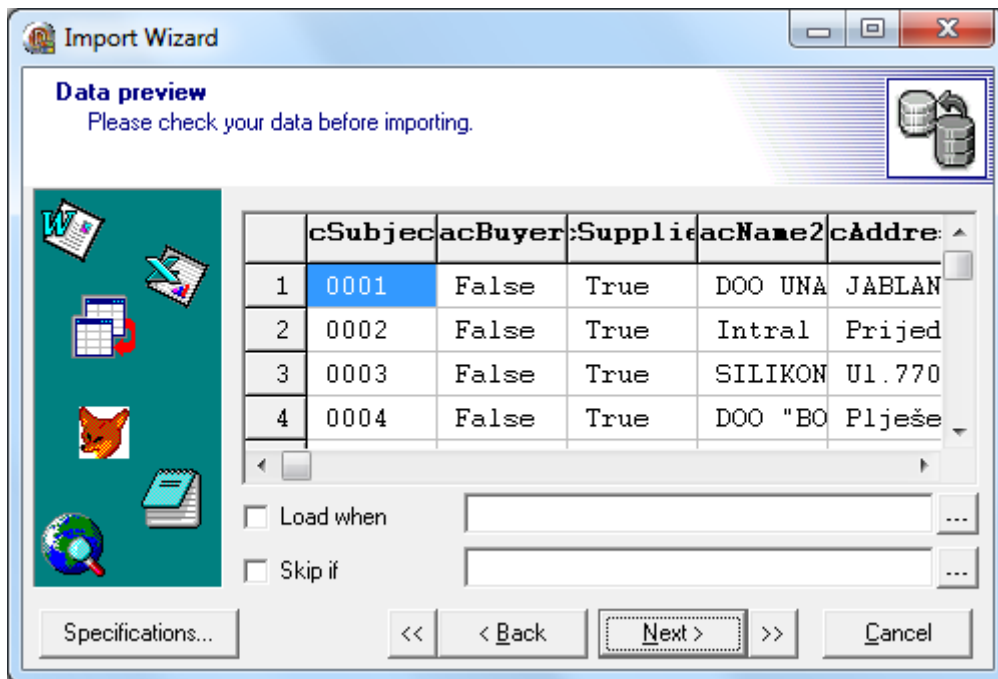 Import Wizard
Data preview
Please check your data before importing.
cSubjec acBuyer :Supplie acName2 cAddre:
1 0001 False True DOO UNA JABLAN
2 0002 False True Intral Prijed
3 0003 False True SILIKON Ul.770
4 0004 False True DOO "BO Plješe
Load when ...
Skip if ...
Specifications... << < Back Next > >> Cancel